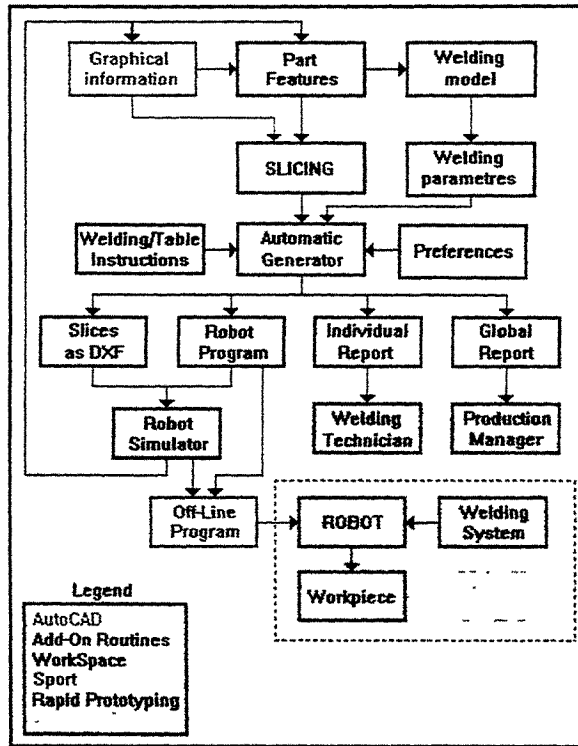 Graphical
information
Part
Features
Welding
model
SLICING
Welding
parametres
Welding/Table
Instructions
Automatic
Generator
Preferences
Slices
as DXF
Robot
Program
Individual
Report
Global
Report
Robot
Simulator
Welding
Technician
Production
Manager
Off-Line
Program
ROBOT
Welding
System
Workpiece
Legend
AutoCAD
Add-On Routines
WorkSpace
Sport
Rapid Prototyping